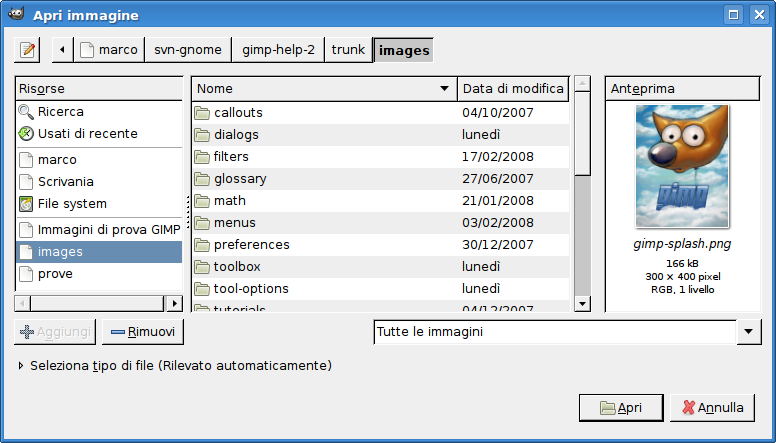 Apri immagine
marco svn-gnome gimp-help-2 trunk images
Risorse
Ricerca
Usati di recente
marco
Scrivania
File system
Immagini di prova GIMP
images
prove
Nome Data di modifica
callouts 04/10/2007
dialogs lunedì
filters 17/02/2008
glossary 27/06/2007
math 21/01/2008
menus 03/02/2008
preferences 30/12/2007
toolbox lunedì
tool-options lunedì
tutorials 04/12/2007
Anteprima
gimp
gimp-splash.png
166 kB
300 × 400 pixel
RGB, 1 livello
Aggiungi Rimuovi
Tutte le immagini
Seleziona tipo di file (Rilevato automaticamente)
Apri Annulla